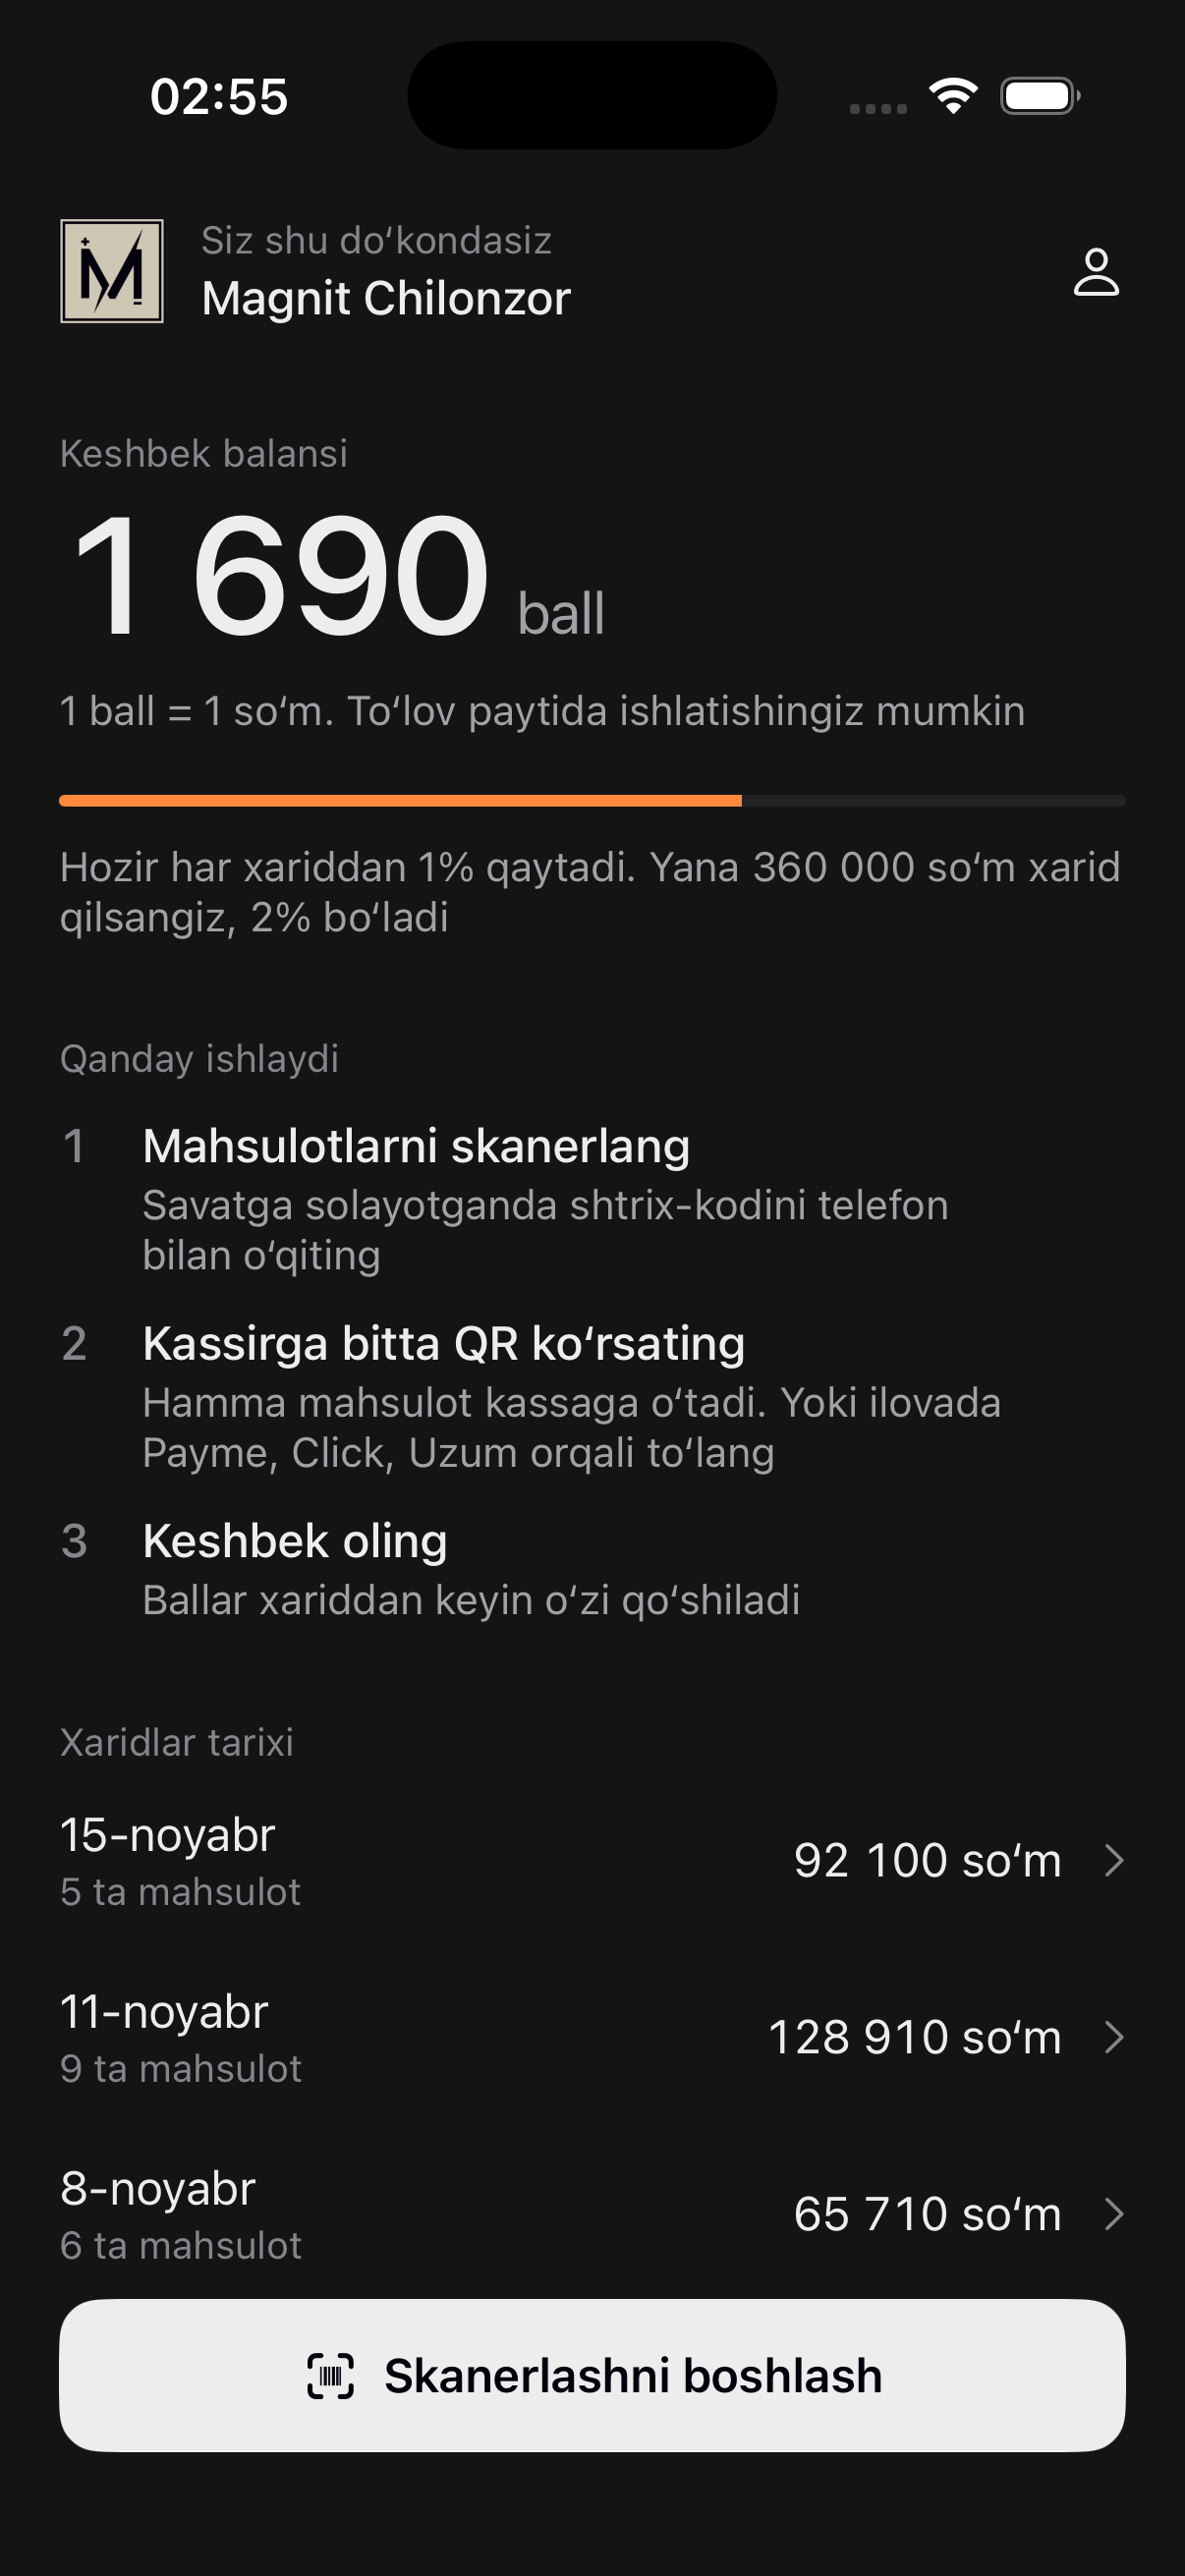 02:55
Siz shu do‘kondasiz
Magnit Chilonzor
Keshbek balansi
1 690 ball
1 ball = 1 so‘m. To‘lov paytida ishlatishingiz mumkin
Hozir har xariddan 1% qaytadi. Yana 360 000 so‘m xarid
qilsangiz, 2% bo‘ladi
Qanday ishlaydi
1 Mahsulotlarni skanerlang
Savatga solayotganda shtrix-kodini telefon
bilan o‘qiting
2 Kassirga bitta QR ko‘rsating
Hamma mahsulot kassaga o‘tadi. Yoki ilovada
Payme, Click, Uzum orqali to‘lang
3 Keshbek oling
Ballar xariddan keyin o‘zi qo‘shiladi
Xaridlar tarixi
15-noyabr
92 100 so‘m
5 ta mahsulot
11-noyabr
128 910 so‘m
9 ta mahsulot
8-noyabr
65 710 so‘m
6 ta mahsulot
Skanerlashni boshlash